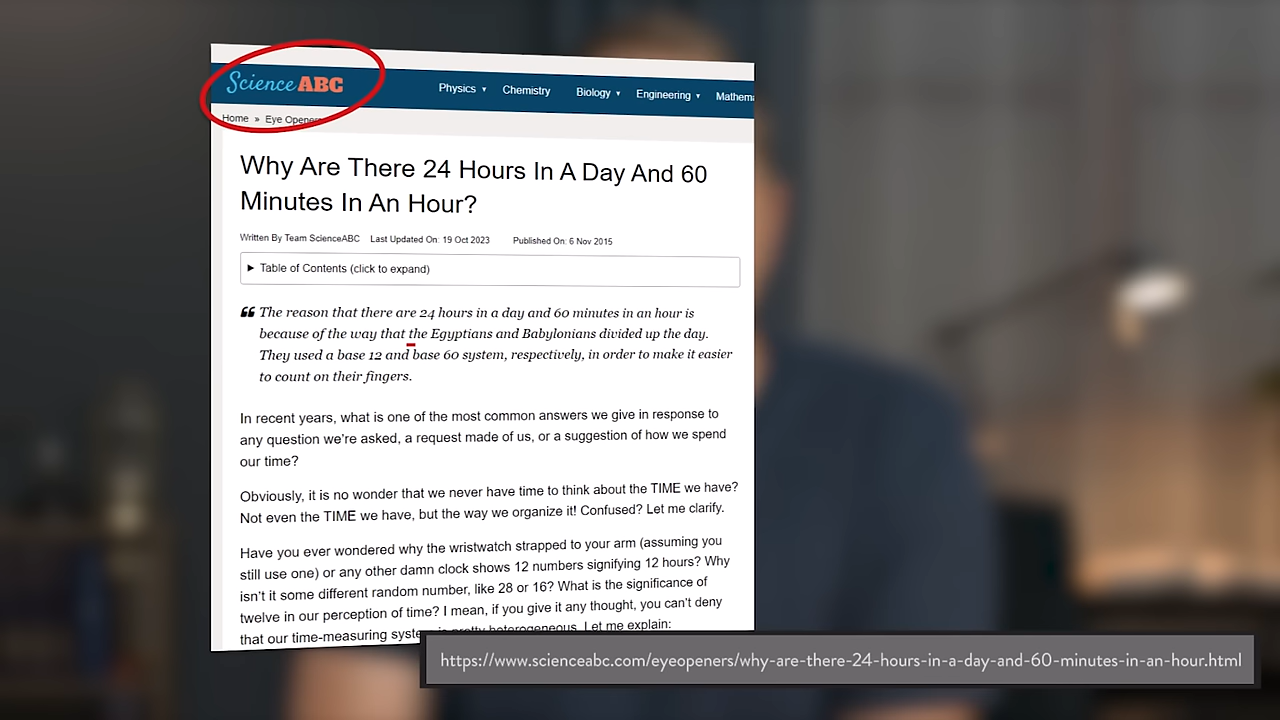 Science ABC
Physics ▾ Chemistry Biology ▾ Engineering ▾
Home » Eye Openers
Why Are There 24 Hours In A Day And 60
Minutes In An Hour?
Written By Team ScienceABC Last Updated On: 19 Oct 2023 Published On: 6 Nov 2015
► Table of Contents (click to expand)
The reason that there are 24 hours in a day and 60 minutes in an hour is
because of the way that the Egyptians and Babylonians divided up the day.
They used a base 12 and base 60 system, respectively, in order to make it easier
to count on their fingers.
In recent years, what is one of the most common answers we give in response to
any question we're asked, a request made of us, or a suggestion of how we spend
our time?
Obviously, it is no wonder that we never have time to think about the TIME we have?
Not even the TIME we have, but the way we organize it! Confused? Let me clarify.
Have you ever wondered why the wristwatch strapped to your arm (assuming you
still use one) or any other damn clock shows 12 numbers signifying 12 hours? Why
isn't it some different random number, like 28 or 16? What is the significance of
twelve in our perception of time? I mean, if you give it any thought, you can't deny
that our time-measuring system is pretty heterogeneous. Let me explain:
https://www.scienceabc.com/eyeopeners/why-are-there-24-hours-in-a-day-and-60-minutes-in-an-hour.html